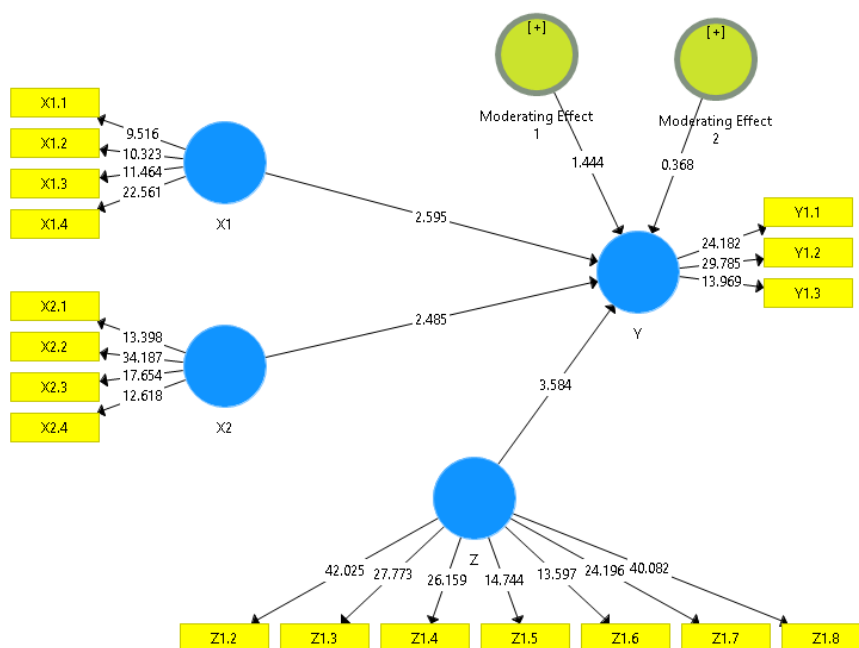 [+]
[+]
Moderating Effect
1
Moderating Effect
2
1.444
0.368
X1.1
X1.2
X1.3
X1.4
9.516
10.323
11.464
22.561
X1
2.595
Y1.1
Y1.2
Y1.3
24.182
29.785
13.969
Y
X2.1
X2.2
X2.3
X2.4
13.398
34.187
17.654
12.618
X2
2.485
3.584
Z
42.025
27.773
26.159
14.744
13.597
24.196
40.082
Z1.2
Z1.3
Z1.4
Z1.5
Z1.6
Z1.7
Z1.8